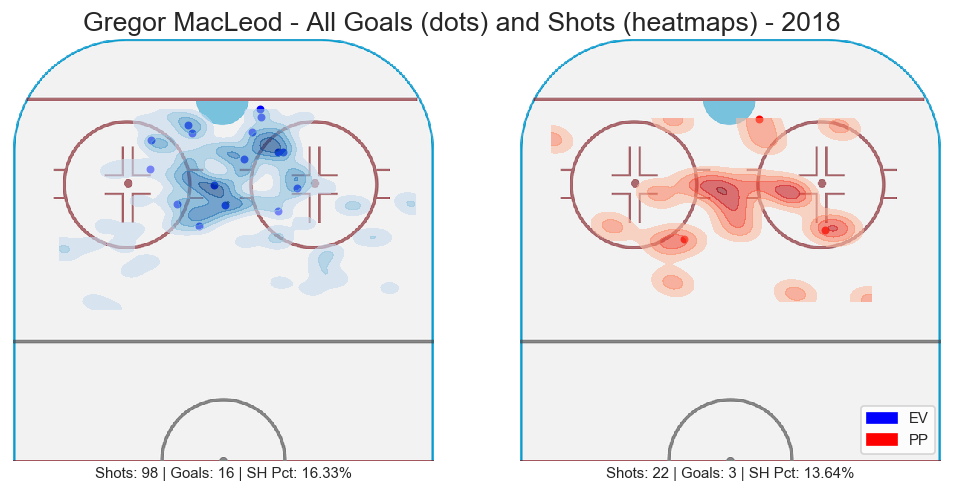 Gregor MacLeod - All Goals (dots) and Shots (heatmaps) - 2018
EV
PP
Shots: 98 | Goals: 16 | SH Pct: 16.33%
Shots: 22 | Goals: 3 | SH Pct: 13.64%